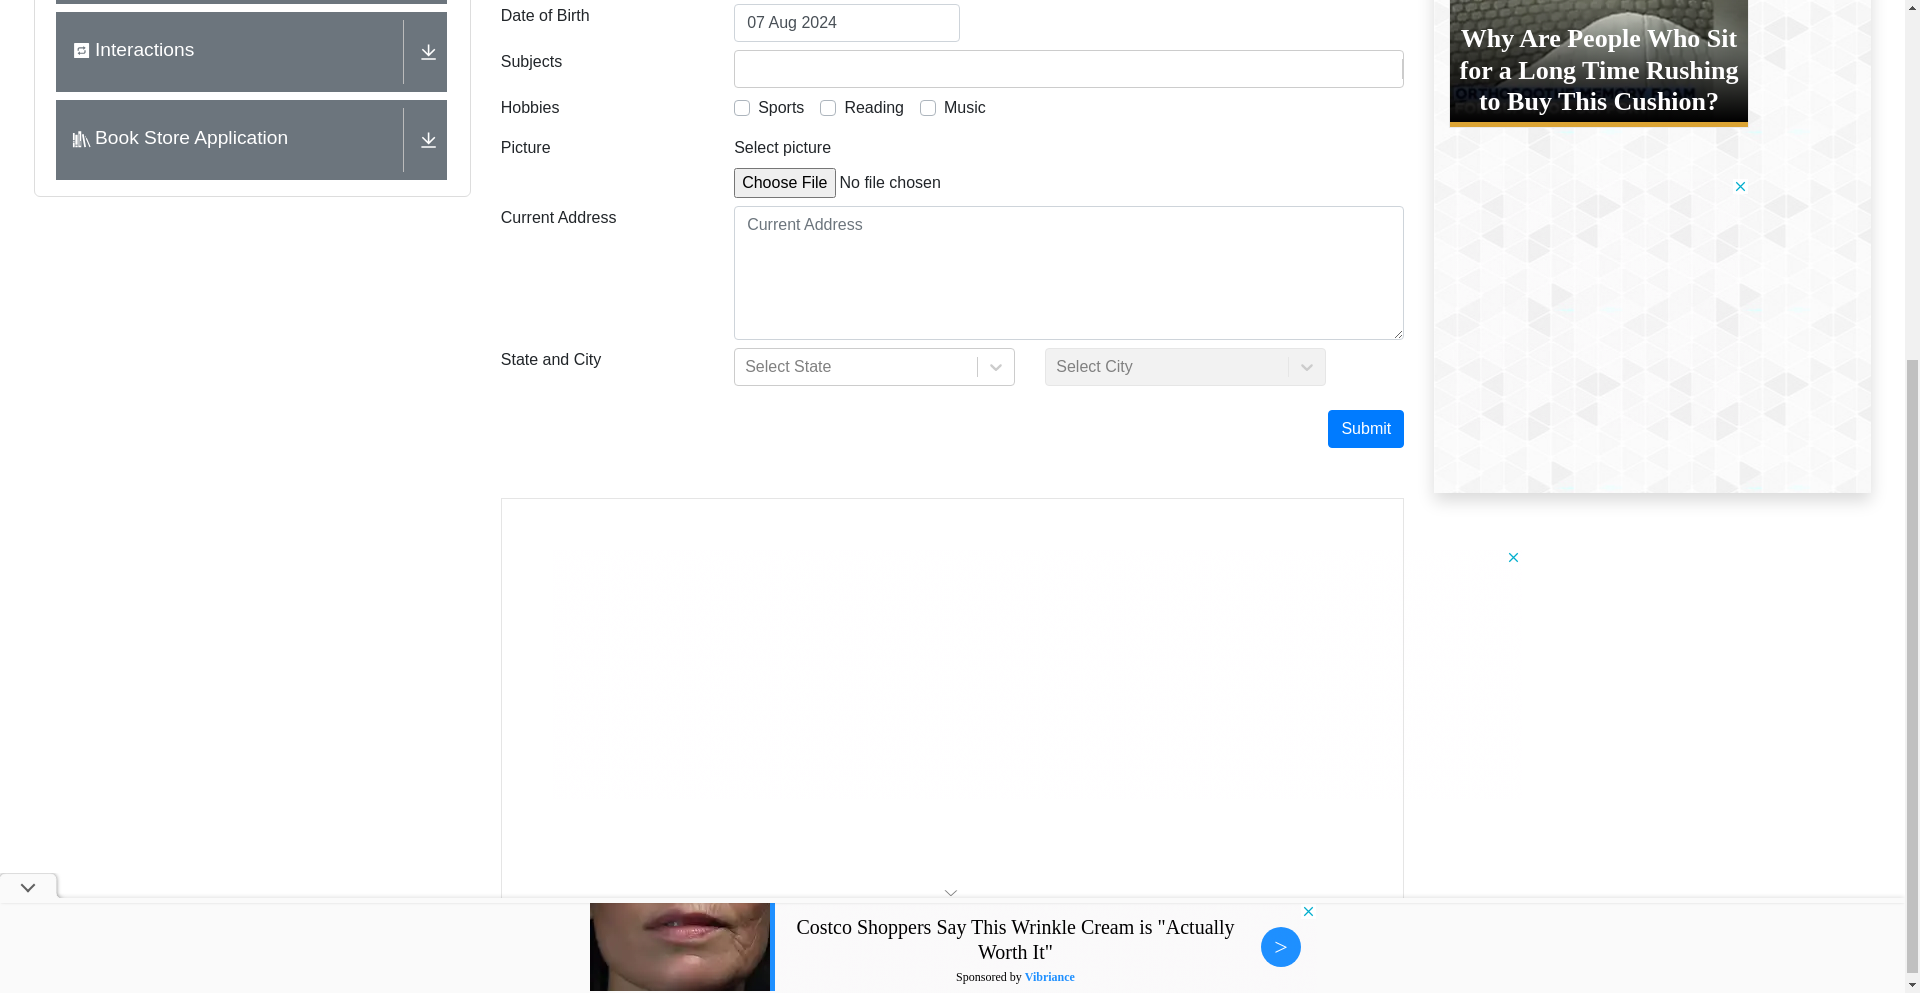 Interactions
Book Store Application
Date of Birth
07 Aug 2024
Subjects
Hobbies
Sports
Reading
Music
Picture
Select picture
Choose File No file chosen
Current Address
Current Address
State and City
Select State
Select City
Submit
Why Are People Who Sit
for a Long Time Rushing
to Buy This Cushion?
Costco Shoppers Say This Wrinkle Cream is "Actually
Worth It"
Sponsored by Vibriance
>